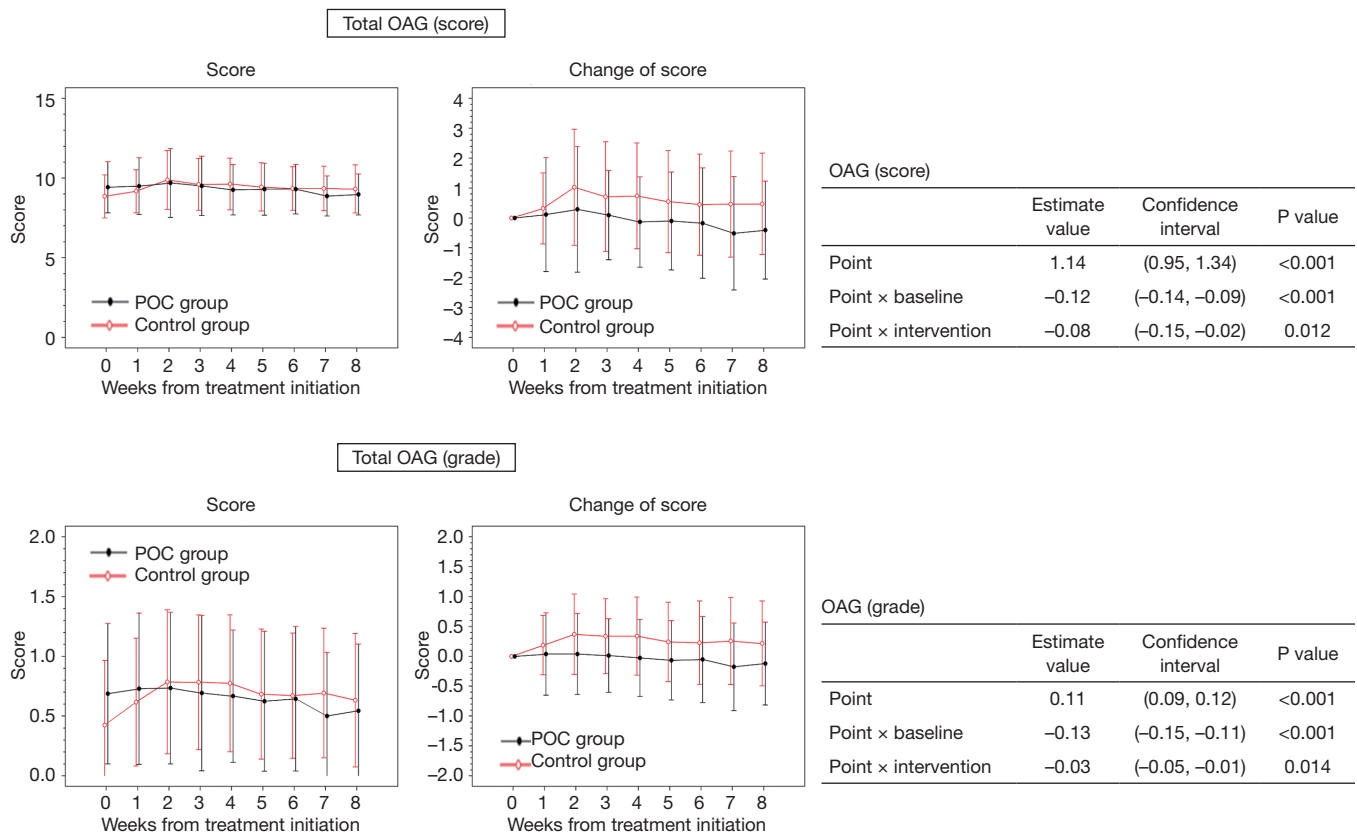 Total OAG (score)
Score
Change of score
15
10
5
0
Score
POC group
Control group
0 1 2 3 4 5 6 7 8
Weeks from treatment initiation
4
3
2
1
0
−1
−2
−3
−4
Score
POC group
Control group
0 1 2 3 4 5 6 7 8
Weeks from treatment initiation
OAG (score)
Estimate value Confidence interval P value
Point 1.14 (0.95, 1.34) <0.001
Point × baseline −0.12 (−0.14, −0.09) <0.001
Point × intervention −0.08 (−0.15, −0.02) 0.012
Total OAG (grade)
Score
Change of score
2.0
1.5
1.0
0.5
0.0
Score
POC group
Control group
0 1 2 3 4 5 6 7 8
Weeks from treatment initiation
2.0
1.5
1.0
0.5
0.0
−0.5
−1.0
−1.5
−2.0
Score
POC group
Control group
0 1 2 3 4 5 6 7 8
Weeks from treatment initiation
OAG (grade)
Estimate value Confidence interval P value
Point 0.11 (0.09, 0.12) <0.001
Point × baseline −0.13 (−0.15, −0.11) <0.001
Point × intervention −0.03 (−0.05, −0.01) 0.014